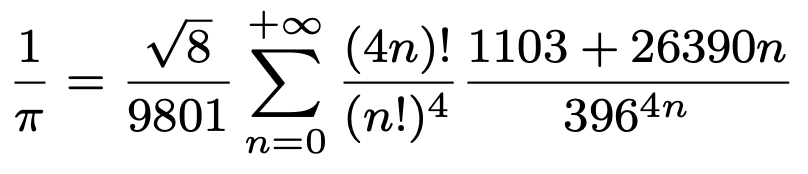 1/π = √8/9801 ∑_{n=0}^{+∞} (4n)!/(n!)^4 (1103 + 26390n)/396^{4n}